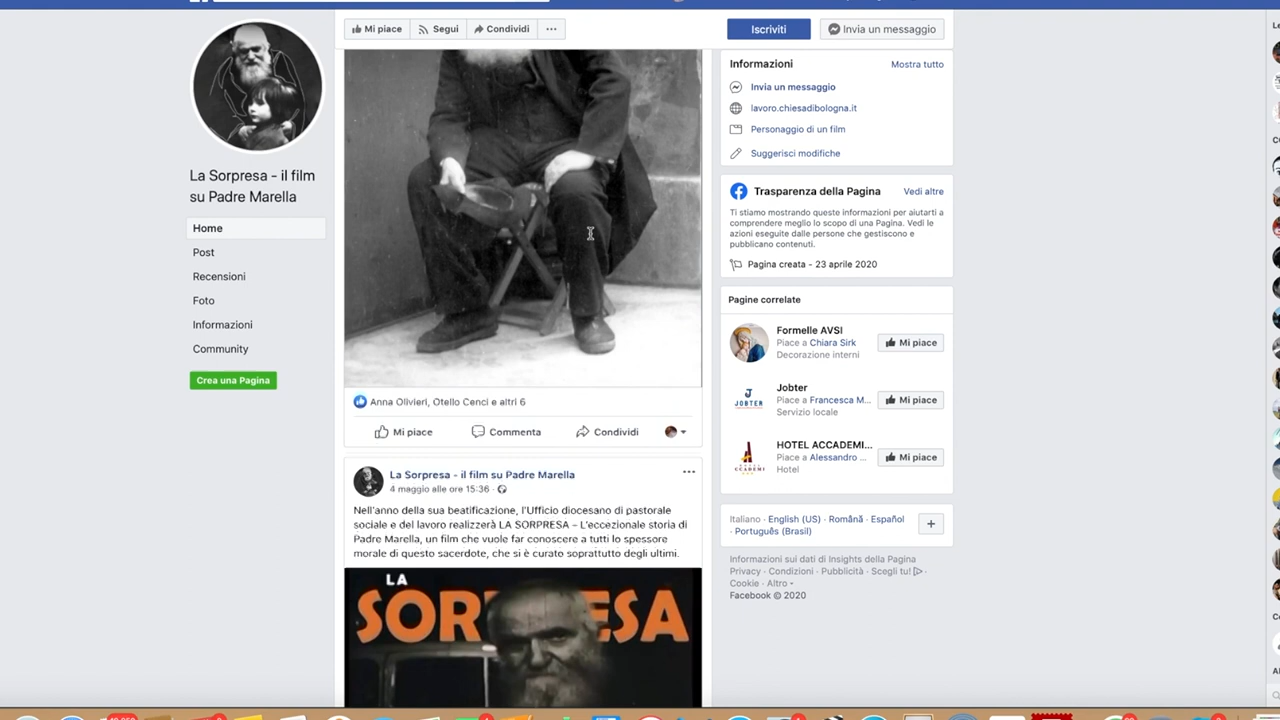 Mi piace
Segui
Condividi
Iscriviti
Invia un messaggio
La Sorpresa - il film
su Padre Marella
Home
Post
Recensioni
Foto
Informazioni
Community
Crea una Pagina
Anna Olivieri, Otello Cenci e altri 6
Mi piace
Commenta
Condividi
La Sorpresa - il film su Padre Marella
4 maggio alle ore 15:36 ·
Nell'anno della sua beatificazione, l'Ufficio diocesano di pastorale
sociale e del lavoro realizzerà LA SORPRESA – L'eccezionale storia di
Padre Marella, un film che vuole far conoscere a tutti lo spessore
morale di questo sacerdote, che si è curato soprattutto degli ultimi.
LA
SORPRESA
Informazioni
Mostra tutto
Invia un messaggio
lavoro.chiesadibologna.it
Personaggio di un film
Suggerisci modifiche
Trasparenza della Pagina
Vedi altre
Ti stiamo mostrando queste informazioni per aiutarti a
comprendere meglio lo scopo di una Pagina. Vedi le
azioni eseguite dalle persone che gestiscono e
pubblicano contenuti.
Pagina creata - 23 aprile 2020
Pagine correlate
Formelle AVSI
Piace a Chiara Sirk
Decorazione interni
Mi piace
JOBTER
Jobter
Piace a Francesca M...
Servizio locale
Mi piace
HOTEL ACCADEMI...
Piace a Alessandro ...
Hotel
Mi piace
Italiano · English (US) · Română · Español
· Português (Brasil)
Informazioni sui dati di Insights della Pagina
Privacy · Condizioni · Pubblicità · Scegli tu! ·
Cookie · Altro
Facebook © 2020